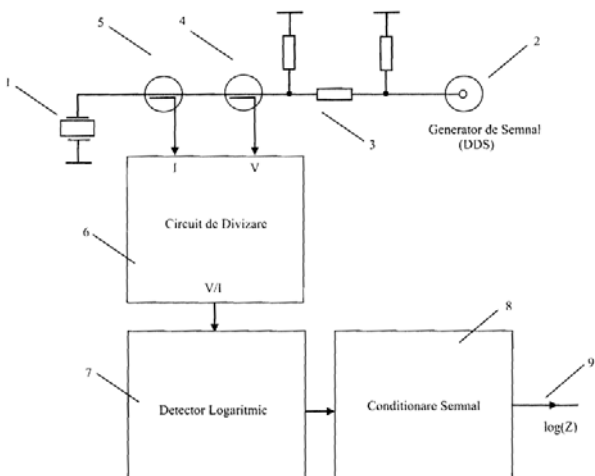 5
4
2
1
3
Generator de Semnal
(DDS)
I
V
Circuit de Divizare
6
V/I
8
7
9
Detector Logaritmic
Conditionare Semnal
log(Z)